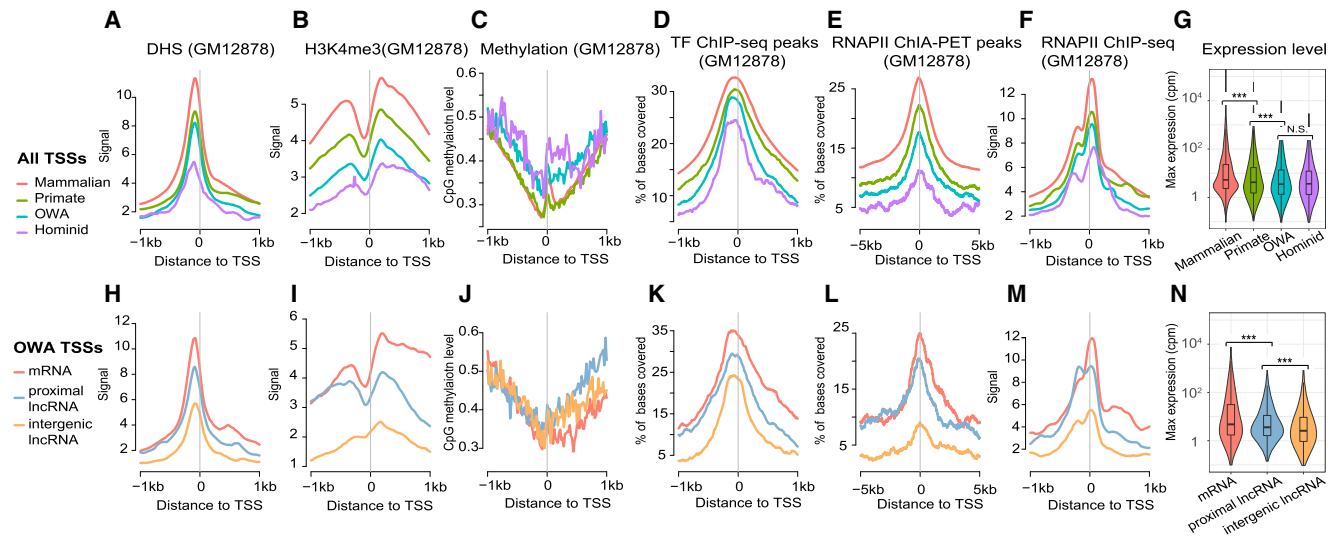 A
B
C
D
E
F
G
DHS (GM12878)
H3K4me3(GM12878)
Methylation (GM12878)
TF ChIP-seq peaks
(GM12878)
RNAPII ChIA-PET peaks
(GM12878)
RNAPII ChIP-seq
(GM12878)
Expression level
All TSSs
Mammalian
Primate
OWA
Hominid
Signal
10
8
6
4
2
−1kb
0
1kb
Distance to TSS
Signal
5
4
3
2
−1kb
0
1kb
Distance to TSS
CpG methylaiotn level
0.6
0.5
0.4
0.3
−1kb
0
1kb
Distance to TSS
% of bases covered
30
20
10
−1kb
0
1kb
Distance to TSS
% of bases covered
25
15
5
−5kb
0
5kb
Distance to TSS
Signal
12
10
8
6
4
2
−1kb
0
1kb
Distance to TSS
Max expression (cpm)
10⁴
10²
1
***
***
N.S.
Mammalian
Primate
OWA
Hominid
H
I
J
K
L
M
N
OWA TSSs
mRNA
proximal
lncRNA
intergenic
lncRNA
Signal
12
10
8
6
4
2
−1kb
0
1kb
Distance to TSS
Signal
6
5
4
3
2
1
−1kb
0
1kb
Distance to TSS
CpG methylaiotn level
0.6
0.5
0.4
0.3
−1kb
0
1kb
Distance to TSS
% of bases covered
35
25
15
5
−1kb
0
1kb
Distance to TSS
% of bases covered
25
15
5
−5kb
0
5kb
Distance to TSS
Signal
12
10
8
6
4
2
−1kb
0
1kb
Distance to TSS
Max expression (cpm)
10⁴
10²
1
***
***
mRNA
proximal lncRNA
intergenic lncRNA